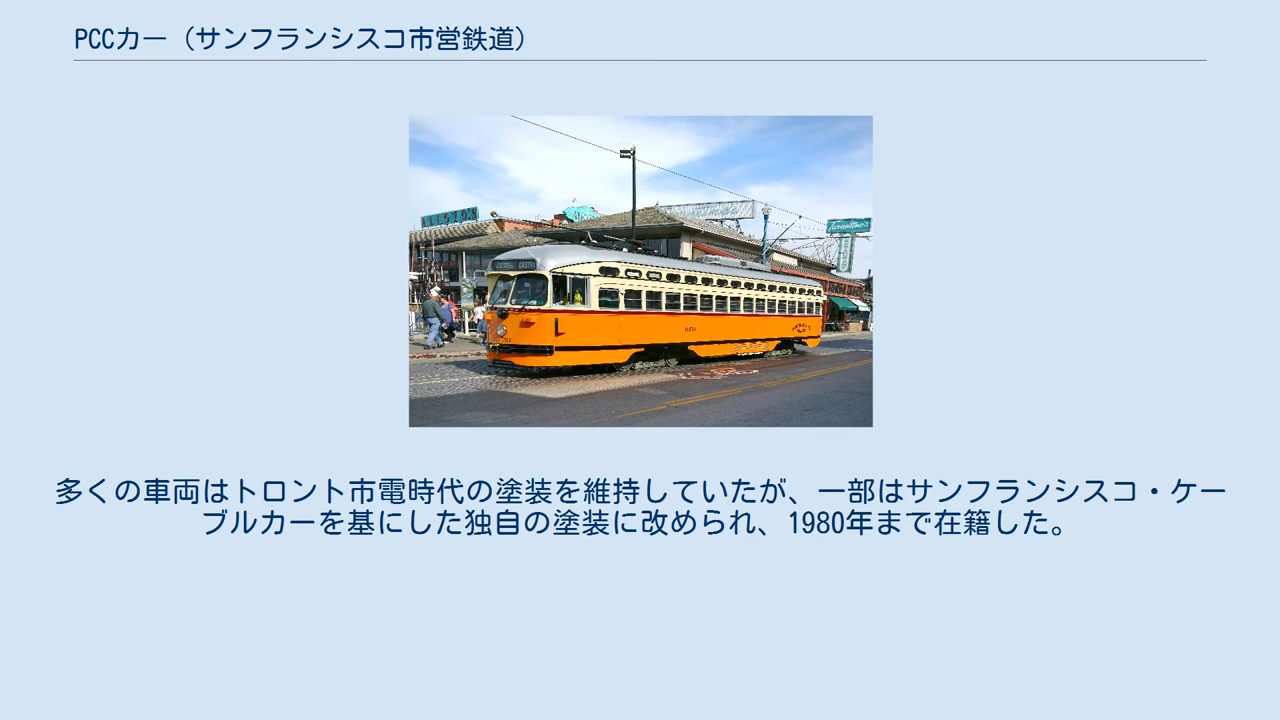 PCCカー（サンフランシスコ市営鉄道）
Tarantino's
多くの車両はトロント市電時代の塗装を維持していたが、一部はサンフランシスコ・ケー
ブルカーを基にした独自の塗装に改められ、1980年まで在籍した。